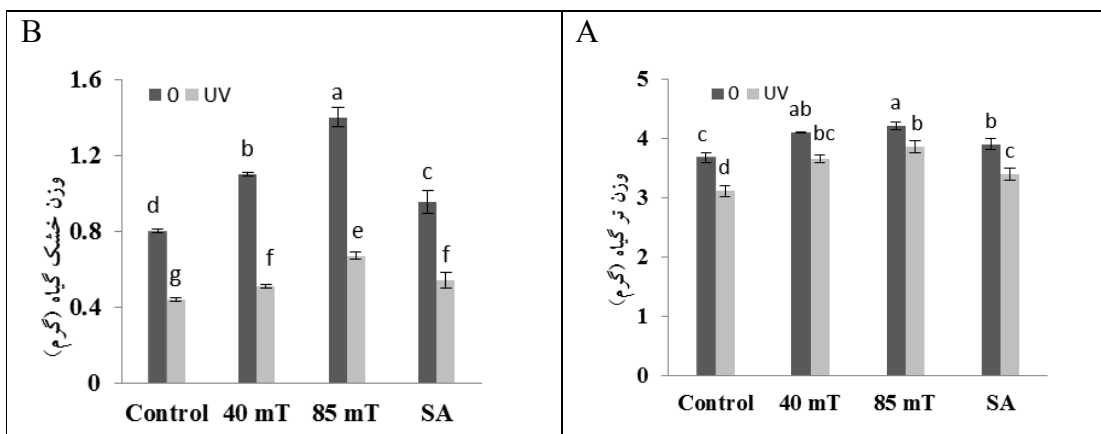 B
وزن خشک گیاه (گرم)
1.6
1.2
0.8
0.4
0
0 UV
d g b f a e c f
Control 40 mT 85 mT SA
A
وزن تر گیاه (گرم)
5
4
3
2
1
0
0 UV
c d ab bc a b b c
Control 40 mT 85 mT SA